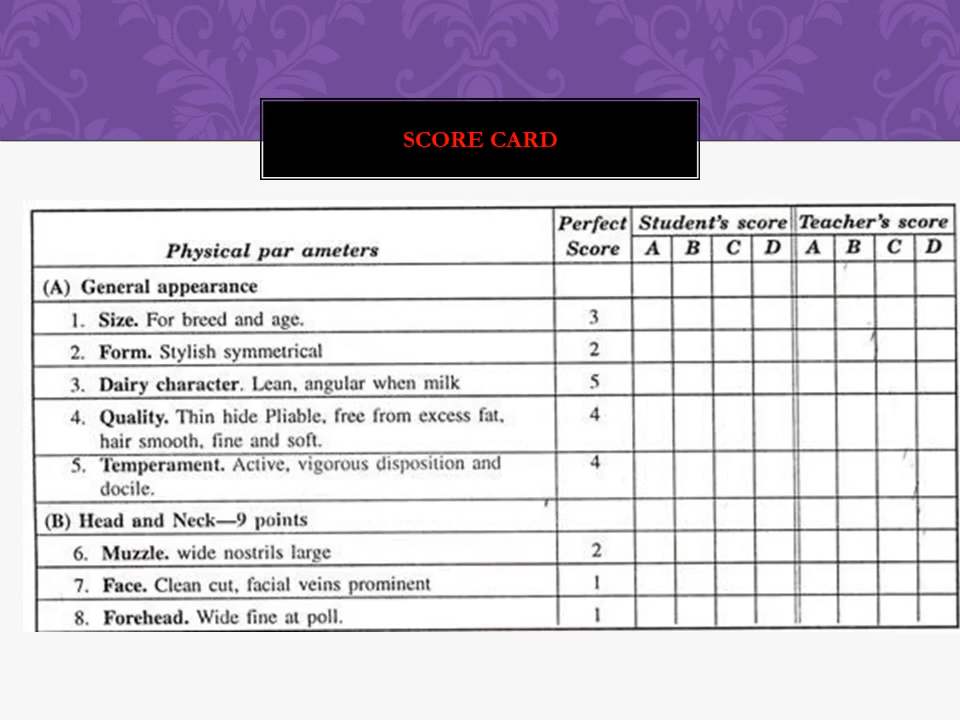 SCORE CARD
Perfect Student's score Teacher's score
Physical par ameters Score A B C D A B C D
(A) General appearance
1. Size. For breed and age. 3
2. Form. Stylish symmetrical 2
3. Dairy character. Lean, angular when milk 5
4. Quality. Thin hide Pliable, free from excess fat, 4
hair smooth, fine and soft.
5. Temperament. Active, vigorous disposition and 4
docile.
(B) Head and Neck—9 points
6. Muzzle. wide nostrils large 2
7. Face. Clean cut, facial veins prominent 1
8. Forehead. Wide fine at poll. 1